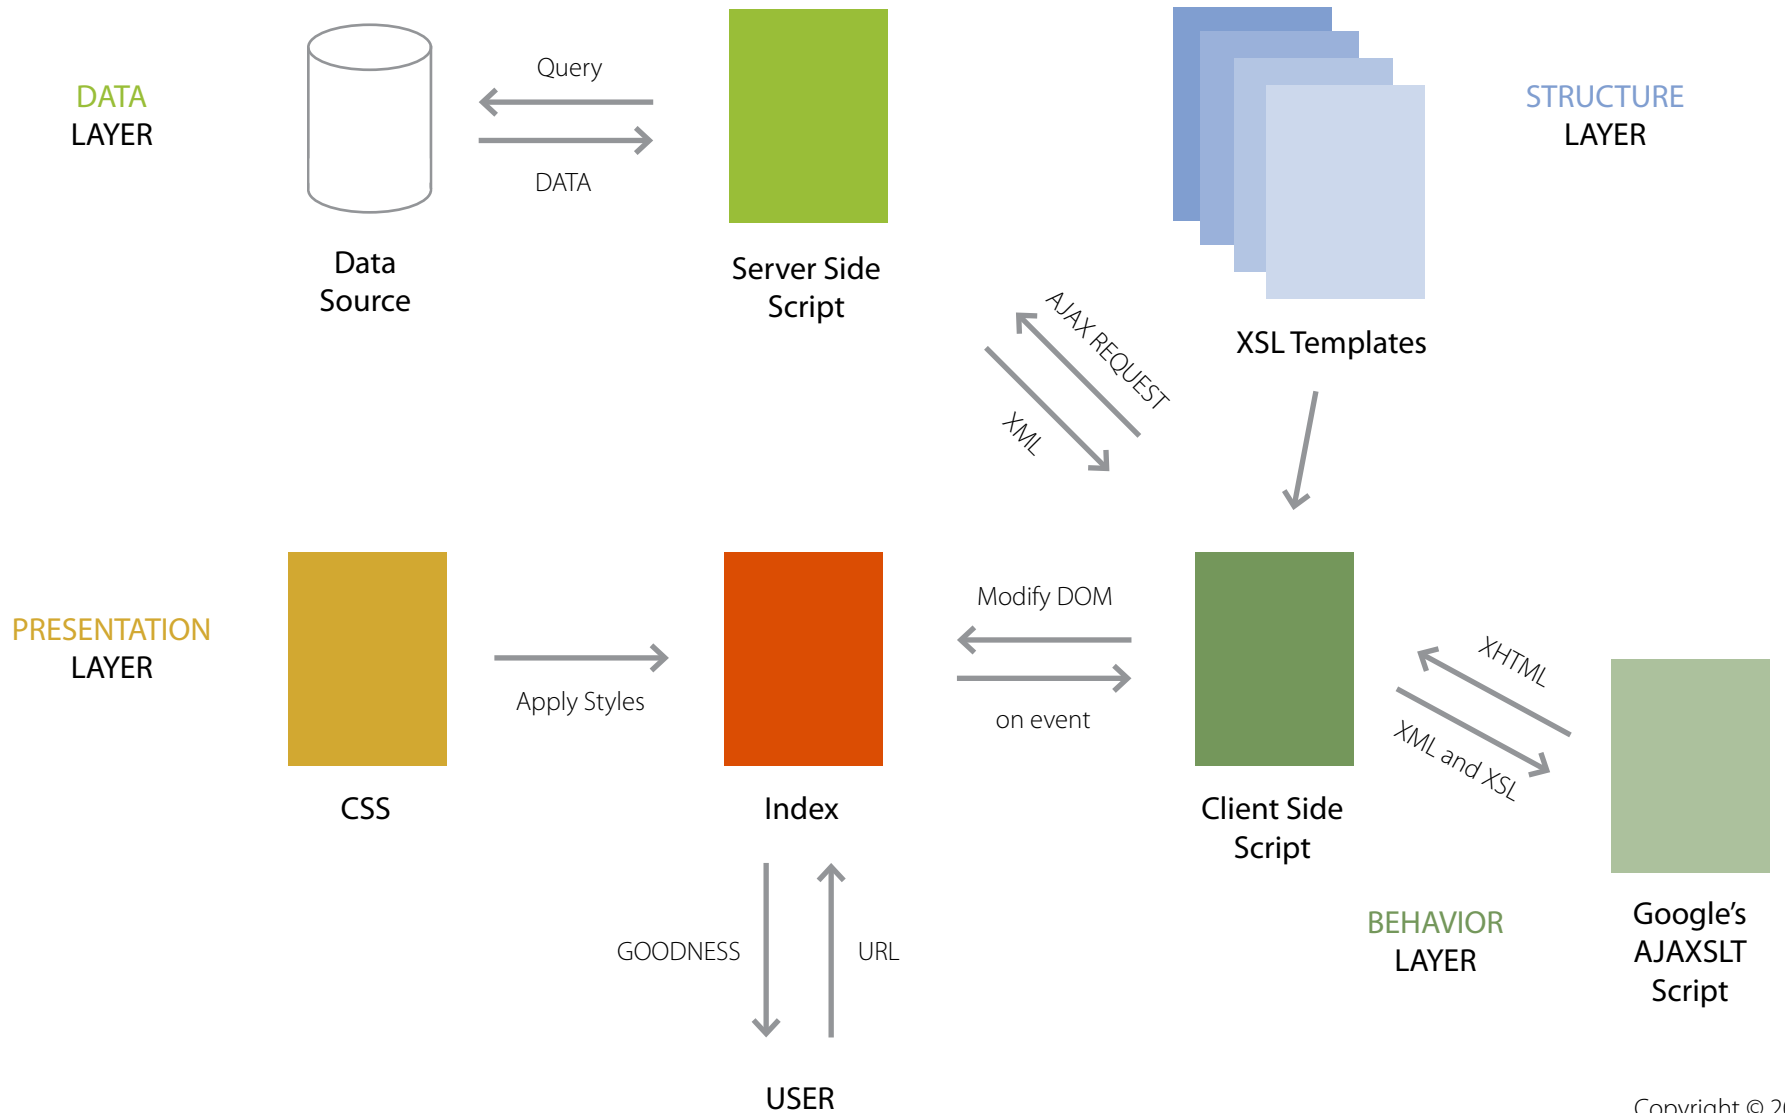 DATA
LAYER
Query
DATA
Data
Source
Server Side
Script
STRUCTURE
LAYER
XSL Templates
AJAX REQUEST
XML
PRESENTATION
LAYER
CSS
Apply Styles
Index
Modify DOM
on event
Client Side
Script
XHTML
XML and XSL
BEHAVIOR
LAYER
Google's
AJAXSLT
Script
GOODNESS
URL
USER
Copyright ©